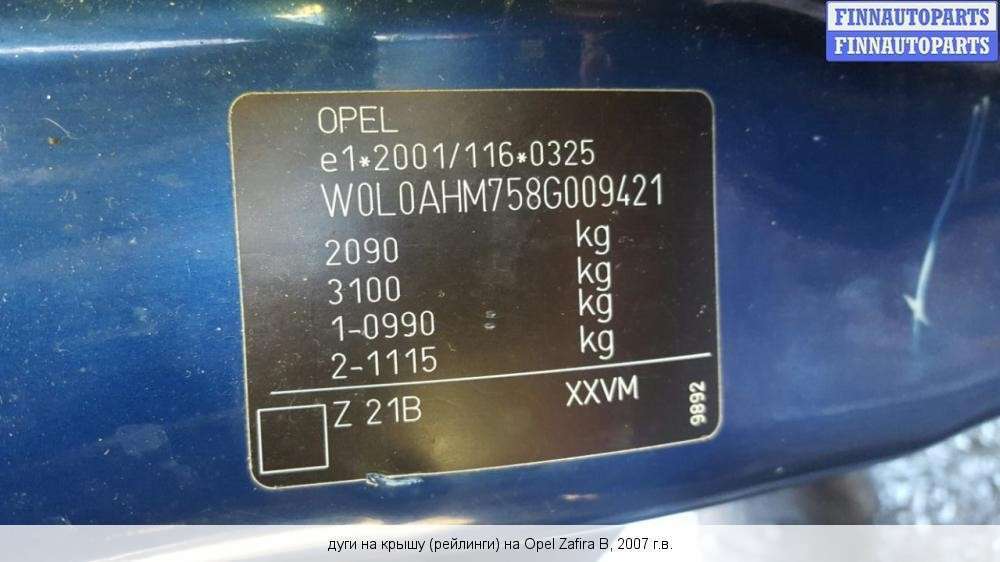 FINNAUTOPARTS
FINNAUTOPARTS
OPEL
e1*2001/116*0325
W0L0AHM758G009421
2090 kg
3100 kg
1-0990 kg
2-1115 kg
Z 21B XXVM
9892
дуги на крышу (рейлинги) на Opel Zafira B, 2007 г.в.